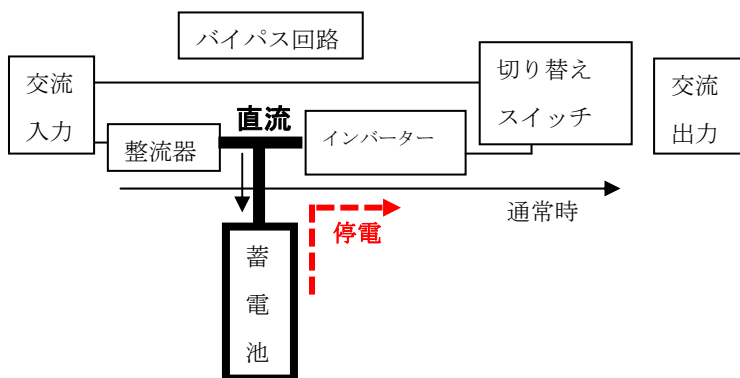 バイパス回路
交流
入力
切り替え
スイッチ
交流
出力
直流
整流器
インバーター
通常時
停電
蓄
電
池